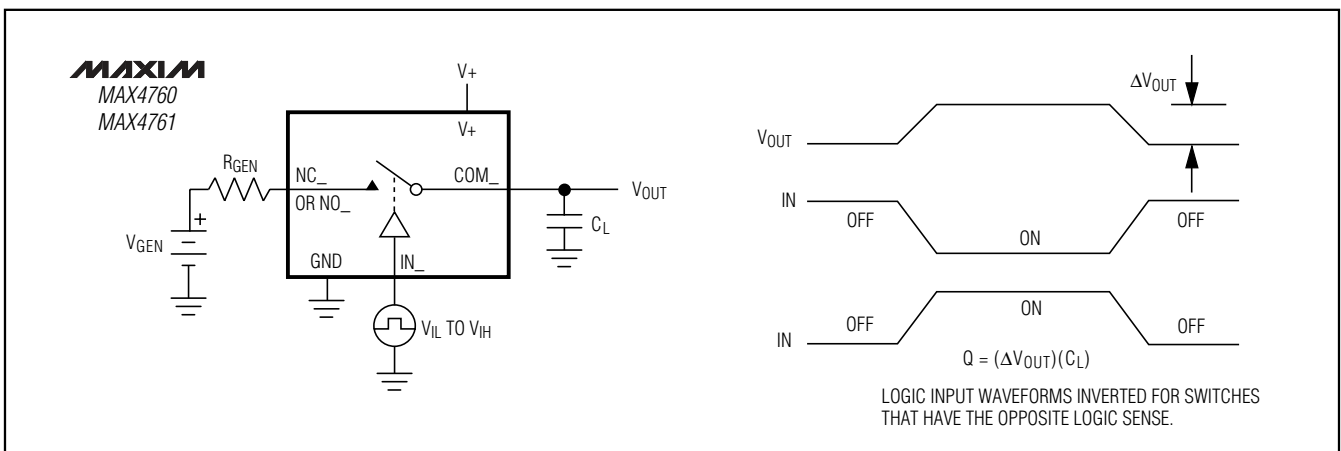 MAXIM
MAX4760
MAX4761
V+
V+
RGEN
NC_
OR NO_
COM_
VOUT
CL
VGEN
+
GND
IN_
VIL TO VIH
ΔVOUT
VOUT
IN
OFF
ON
OFF
IN
OFF
ON
OFF
Q = (ΔVOUT)(CL)
LOGIC INPUT WAVEFORMS INVERTED FOR SWITCHES
THAT HAVE THE OPPOSITE LOGIC SENSE.